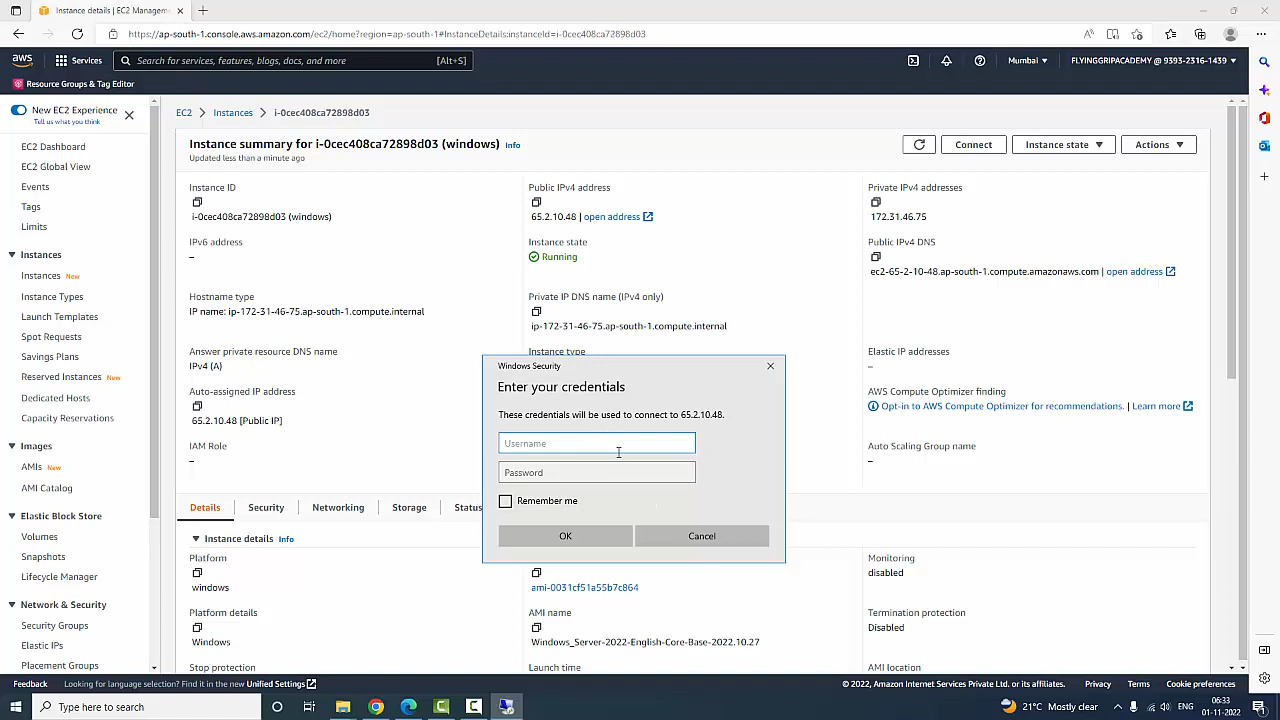 Instance details | EC2 Manageme
https://ap-south-1.console.aws.amazon.com/ec2/home?region=ap-south-1#InstanceDetails:instanceId=i-0cec408ca72898d03
aws
Services
Search for services, features, blogs, docs, and more
[Alt+S]
Mumbai
FLYINGGRIPACADEMY @ 9393-2316-1439
Resource Groups & Tag Editor
New EC2 Experience
Tell us what you think
EC2 Dashboard
EC2 Global View
Events
Tags
Limits
Instances
Instances New
Instance Types
Launch Templates
Spot Requests
Savings Plans
Reserved Instances New
Dedicated Hosts
Capacity Reservations
Images
AMIs New
AMI Catalog
Elastic Block Store
Volumes
Snapshots
Lifecycle Manager
Network & Security
Security Groups
Elastic IPs
Placement Groups
EC2
Instances
i-0cec408ca72898d03
Instance summary for i-0cec408ca72898d03 (windows) Info
Updated less than a minute ago
Connect
Instance state
Actions
Instance ID
i-0cec408ca72898d03 (windows)
Public IPv4 address
65.2.10.48 | open address
Private IPv4 addresses
172.31.46.75
IPv6 address
–
Instance state
Running
Public IPv4 DNS
ec2-65-2-10-48.ap-south-1.compute.amazonaws.com | open address
Hostname type
IP name: ip-172-31-46-75.ap-south-1.compute.internal
Private IP DNS name (IPv4 only)
ip-172-31-46-75.ap-south-1.compute.internal
Answer private resource DNS name
IPv4 (A)
Instance type
Elastic IP addresses
–
Auto-assigned IP address
65.2.10.48 [Public IP]
AWS Compute Optimizer finding
Opt-in to AWS Compute Optimizer for recommendations. | Learn more
IAM Role
–
Auto Scaling Group name
–
Windows Security
Enter your credentials
These credentials will be used to connect to 65.2.10.48.
Username
Password
Remember me
OK
Cancel
Details
Security
Networking
Storage
Status
Instance details Info
Platform
windows
ami-0031cf51a55b7c864
Monitoring
disabled
Platform details
Windows
AMI name
Windows_Server-2022-English-Core-Base-2022.10.27
Termination protection
Disabled
Stop protection
Launch time
AMI location
Feedback
Looking for language selection? Find it in the new Unified Settings
© 2022, Amazon Internet Services Private Ltd. or its affiliates.
Privacy
Terms
Cookie preferences
Type here to search
21°C Mostly clear
ENG
06:33
01-11-2022